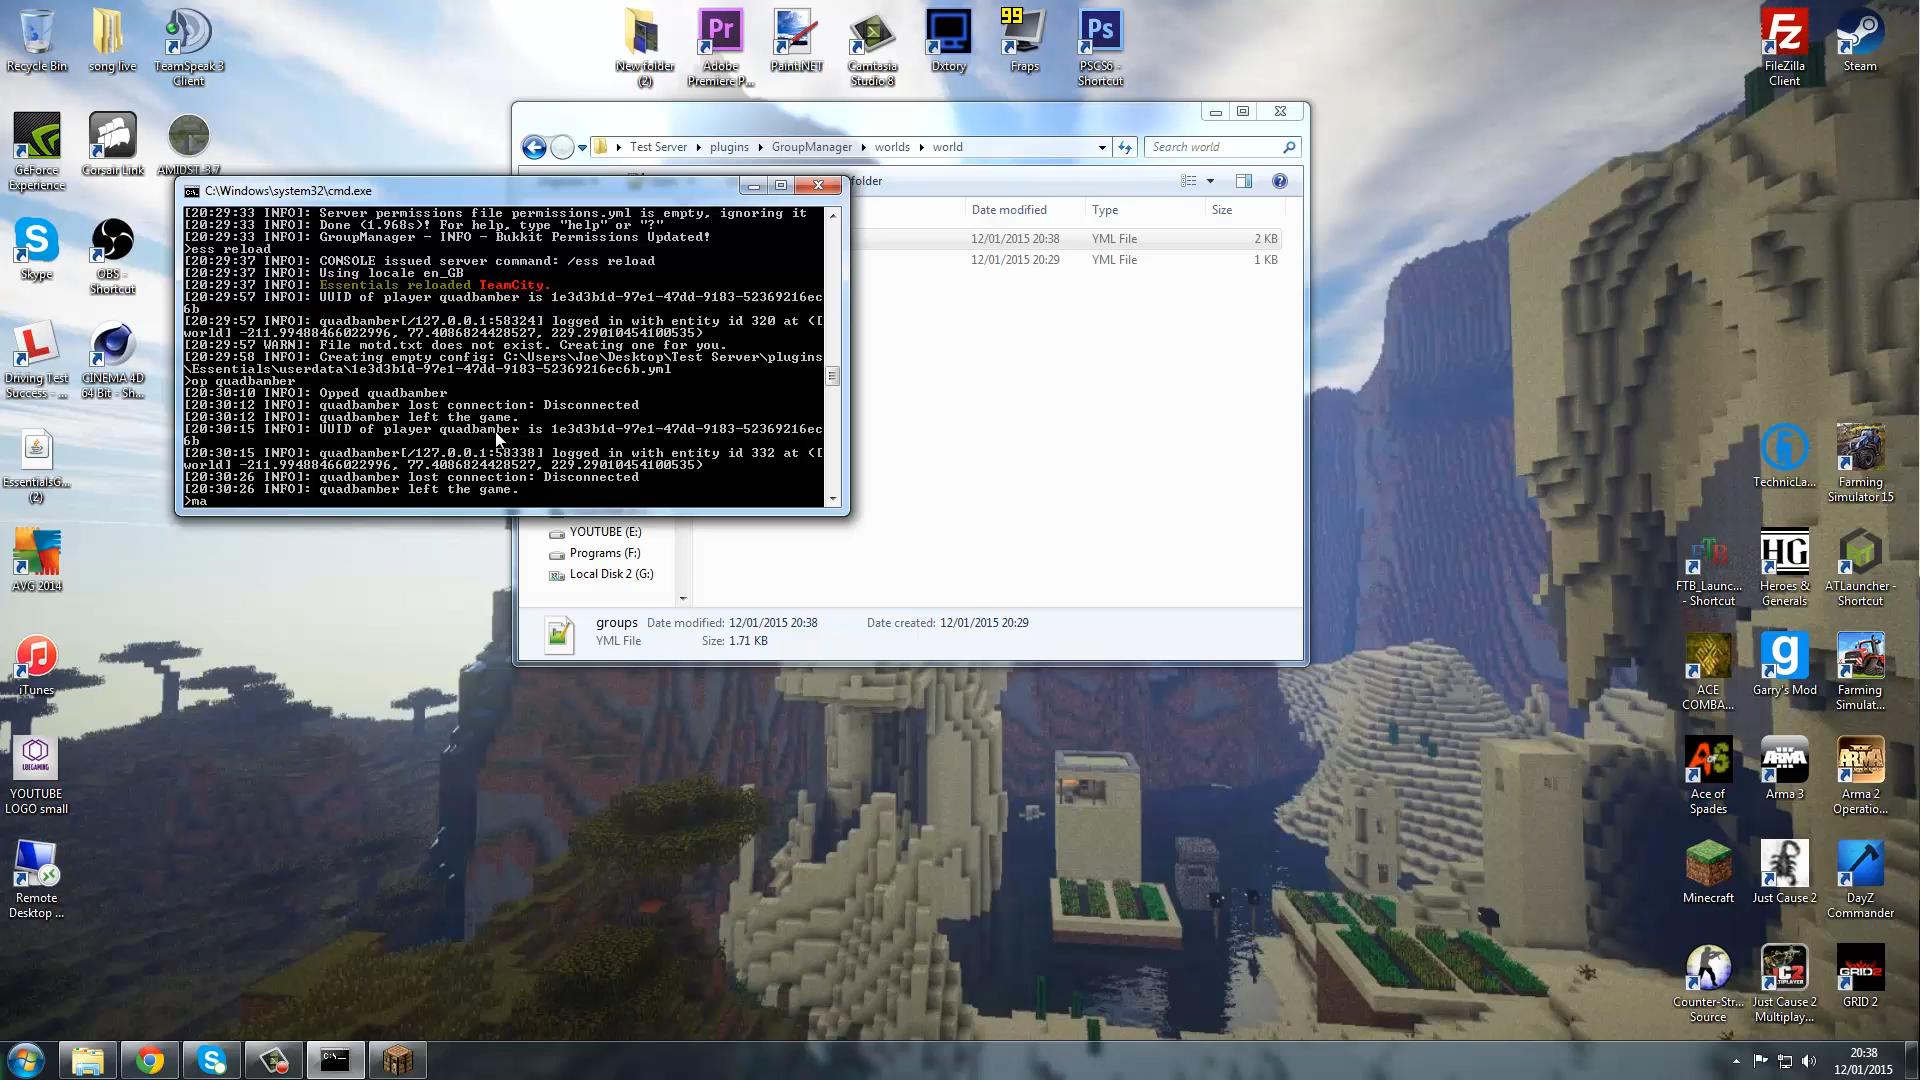 Recycle Bin
song live
TeamSpeak 3
Client
New folder
(2)
Adobe
Premiere P...
Paint.NET
Camtasia
Studio 8
Dxtory
99
Fraps
PSCS6 -
Shortcut
FileZilla
Client
Steam
GeForce
Experience
Corsair Link
AMIDST-3.7
Skype
OBS -
Shortcut
Driving Test
Success - ...
CINEMA 4D
64 Bit - Sh...
EssentialsG...
(2)
AVG 2014
iTunes
YOUTUBE
LOGO small
Remote
Desktop ...
Test Server
plugins
GroupManager
worlds
world
Search world
folder
Date modified
Type
Size
12/01/2015 20:38
YML File
2 KB
12/01/2015 20:29
YML File
1 KB
C:\Windows\system32\cmd.exe
[20:29:33 INFO]: Server permissions file permissions.yml is empty, ignoring it
[20:29:33 INFO]: Done (1.968s)! For help, type "help" or "?"
[20:29:33 INFO]: GroupManager - INFO - Bukkit Permissions Updated!
>ess reload
[20:29:37 INFO]: CONSOLE issued server command: /ess reload
[20:29:37 INFO]: Using locale en_GB
[20:29:37 INFO]: Essentials reloaded TeamCity.
[20:29:57 INFO]: UUID of player quadbamber is 1e3d3b1d-97e1-47dd-9183-52369216ec
6b
[20:29:57 INFO]: quadbamber[/127.0.0.1:58324] logged in with entity id 320 at ([
world] -211.99488466022996, 77.4086824428527, 229.29010454100535)
[20:29:57 WARN]: File motd.txt does not exist. Creating one for you.
[20:29:58 INFO]: Creating empty config: C:\Users\Joe\Desktop\Test Server\plugins
\Essentials\userdata\1e3d3b1d-97e1-47dd-9183-52369216ec6b.yml
>op quadbamber
[20:30:10 INFO]: Opped quadbamber
[20:30:12 INFO]: quadbamber lost connection: Disconnected
[20:30:12 INFO]: quadbamber left the game.
[20:30:15 INFO]: UUID of player quadbamber is 1e3d3b1d-97e1-47dd-9183-52369216ec
6b
[20:30:15 INFO]: quadbamber[/127.0.0.1:58338] logged in with entity id 332 at ([
world] -211.99488466022996, 77.4086824428527, 229.29010454100535)
[20:30:26 INFO]: quadbamber lost connection: Disconnected
[20:30:26 INFO]: quadbamber left the game.
>ma
YOUTUBE (E:)
Programs (F:)
Local Disk 2 (G:)
groups
Date modified: 12/01/2015 20:38
Date created: 12/01/2015 20:29
YML File
Size: 1.71 KB
TechnicLa...
Farming
Simulator 15
FTB_Launc...
- Shortcut
Heroes &
Generals
ATLauncher -
Shortcut
ACE
COMBA...
Garry's Mod
Farming
Simulat...
Ace of
Spades
Arma 3
Arma 2
Operatio...
Minecraft
Just Cause 2
DayZ
Commander
Counter-Str...
Source
Just Cause 2
Multiplay...
GRID 2
20:38
12/01/2015